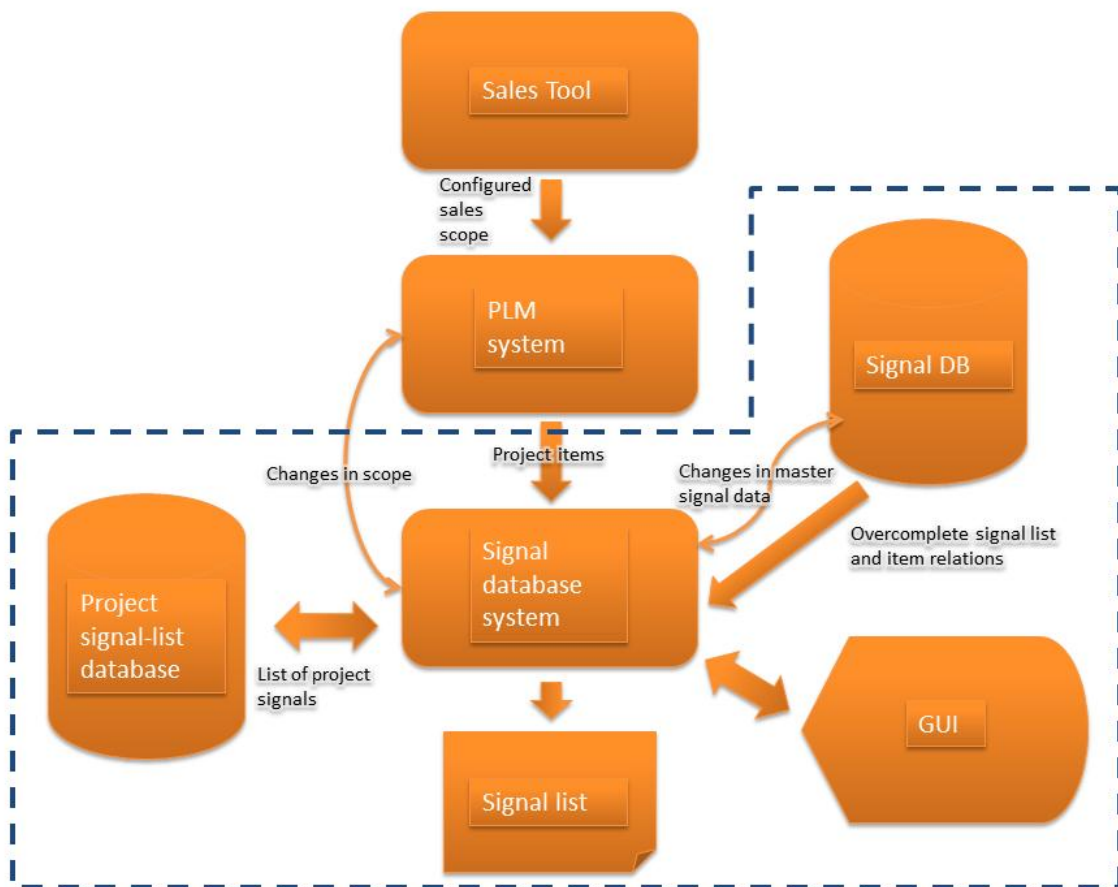 Sales Tool
Configured
sales
scope
PLM
system
Signal DB
Changes in scope
Project items
Changes in master
signal data
Overcomplete signal list
and item relations
Signal
database
system
Project
signal-list
database
List of project
signals
GUI
Signal list